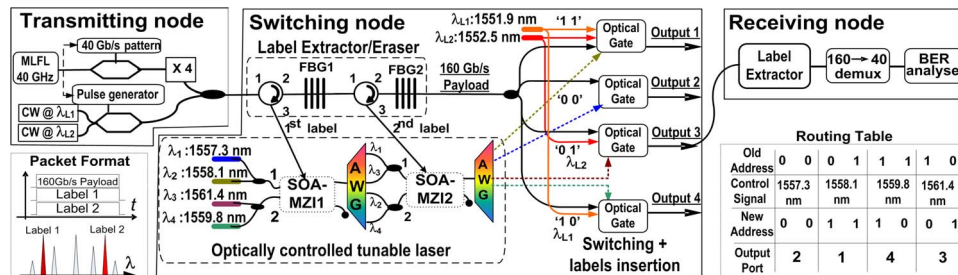 Transmitting node
40 Gb/s pattern
MLFL
40 GHz
X 4
Pulse generator
CW @ λL1
CW @ λL2
Packet Format
160Gb/s Payload
Label 1
Label 2
t
Label 1
Label 2
λ
Switching node
Label Extractor/Eraser
FBG1
FBG2
1
2
3
1
2
3
160 Gb/s
Payload
1st label
2nd label
λ1:1557.3 nm
λ2:1558.1 nm
λ3:1561.4 nm
λ4:1559.8 nm
1
2
SOA-
MZI1
AWG
λ1
λ3
λ2
λ4
1
2
SOA-
MZI2
AWG
Optically controlled tunable laser
λL1:1551.9 nm
λL2:1552.5 nm
‘1 1’
Optical
Gate
Output 1
‘0 0’
Optical
Gate
Output 2
‘0 1’
λL2
Optical
Gate
Output 3
‘1 0’
λL1
Optical
Gate
Output 4
Switching +
labels insertion
Receiving node
Label
Extractor
160→40
demux
BER
analyse
Routing Table
Old
Address
0 0
0 1
1 1
1 0
Control
Signal
1557.3
nm
1558.1
nm
1559.8
nm
1561.4
nm
New
Address
0 0
1 1
1 0
0 1
Output
Port
2
1
4
3